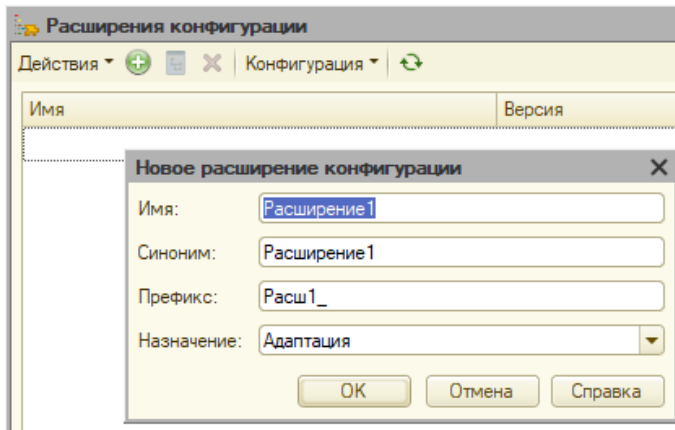 Расширения конфигурации
Действия Конфигурация
Имя Версия
Новое расширение конфигурации
Имя: Расширение1
Синоним: Расширение1
Префикс: Расш1_
Назначение: Адаптация
OK Отмена Справка